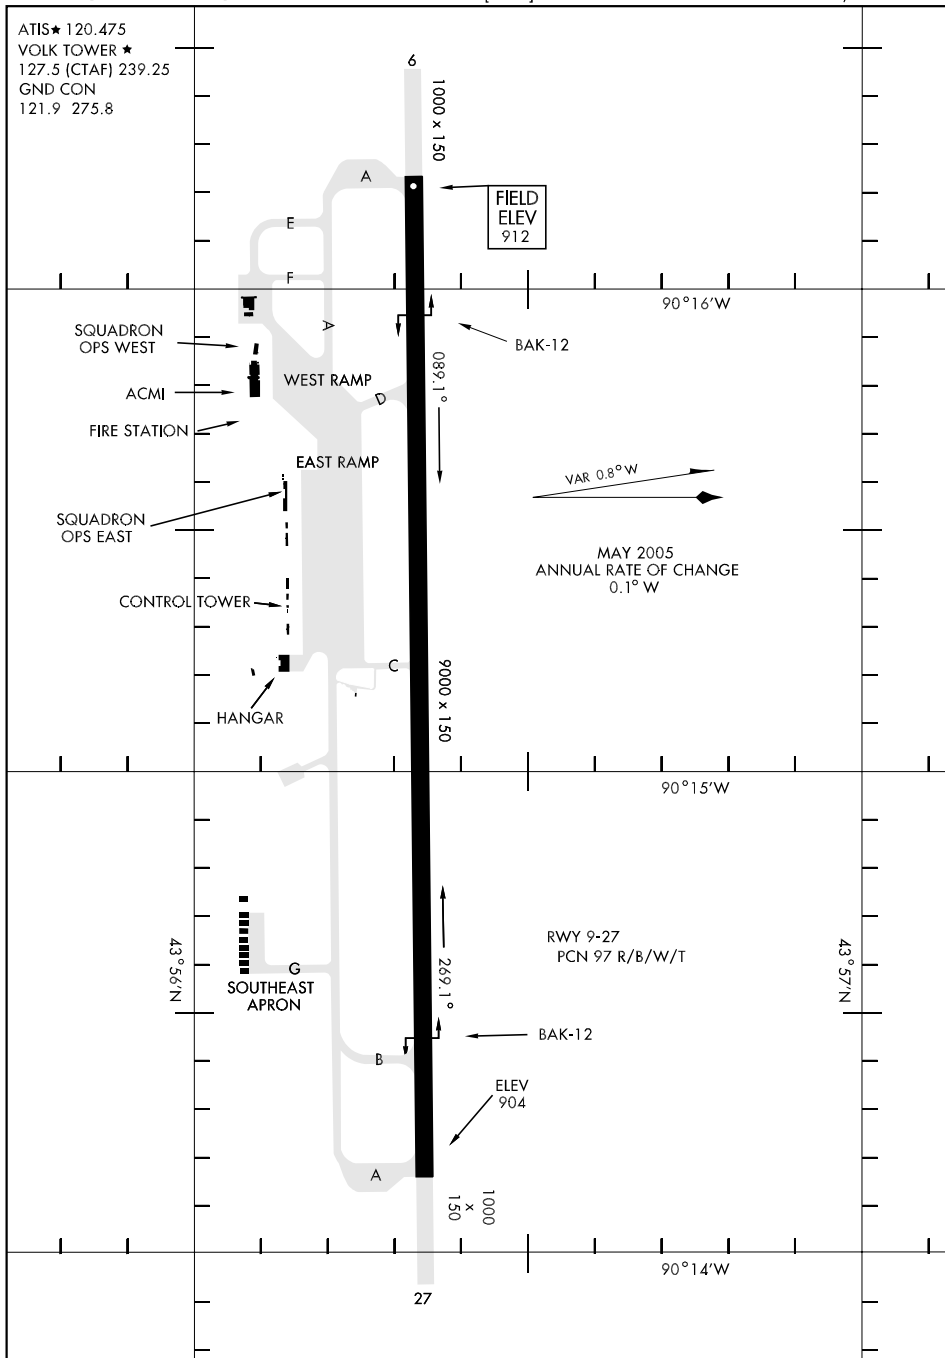 ATIS★ 120.475
VOLK TOWER ★
127.5 (CTAF) 239.25
GND CON
121.9 275.8
6
1000 x 150
A
FIELD
ELEV
912
E
F
90°16'W
A
SQUADRON
OPS WEST
BAK-12
089.1°
WEST RAMP
ACMI
D
FIRE STATION
EAST RAMP
VAR 0.8° W
SQUADRON
OPS EAST
MAY 2005
ANNUAL RATE OF CHANGE
0.1° W
CONTROL TOWER
C
9000 x 150
HANGAR
90°15'W
RWY 9-27
PCN 97 R/B/W/T
43°56'N
43°57'N
G
269.1°
SOUTHEAST
APRON
BAK-12
B
ELEV
904
A
1000
x
150
90°14'W
27